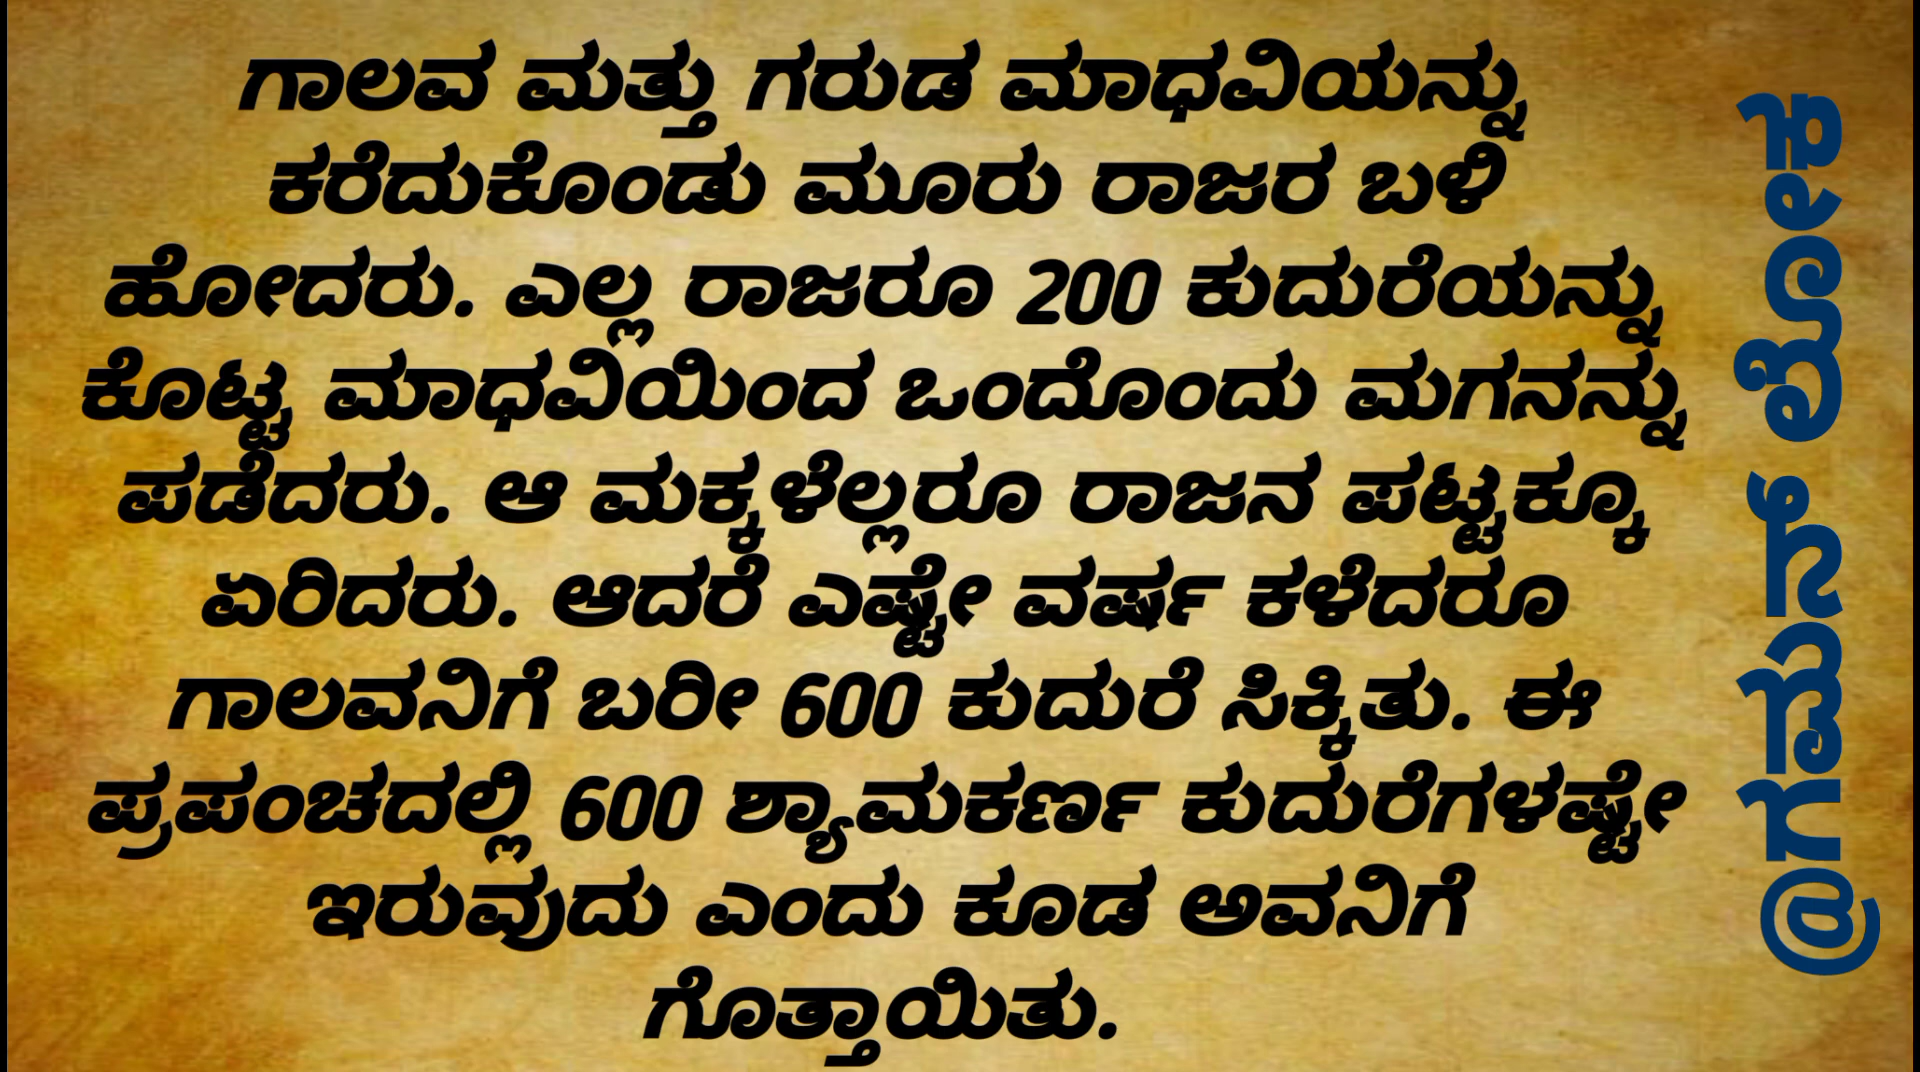 ಗಾಲವ ಮತ್ತು ಗರುಡ ಮಾಧವಿಯನ್ನು
ಕರೆದುಕೊಂಡು ಮೂರು ರಾಜರ ಬಳಿ
ಹೋದರು. ಎಲ್ಲ ರಾಜರೂ 200 ಕುದುರೆಯನ್ನು
ಕೊಟ್ಟು ಮಾಧವಿಯಿಂದ ಒಂದೊಂದು ಮಗನನ್ನು
ಪಡೆದರು. ಆ ಮಕ್ಕಳೆಲ್ಲರೂ ರಾಜನ ಪಟ್ಟಕ್ಕೂ
ಏರಿದರು. ಆದರೆ ಎಷ್ಟೇ ವರ್ಷ ಕಳೆದರೂ
ಗಾಲವನಿಗೆ ಬರೀ 600 ಕುದುರೆ ಸಿಕ್ಕಿತು. ಈ
ಪ್ರಪಂಚದಲ್ಲಿ 600 ಶ್ಯಾಮಕರ್ಣ ಕುದುರೆಗಳಷ್ಟೇ
ಇರುವುದು ಎಂದು ಕೂಡ ಅವನಿಗೆ
ಗೊತ್ತಾಯಿತು.
@ಗಮನ್ ಲೋಕ